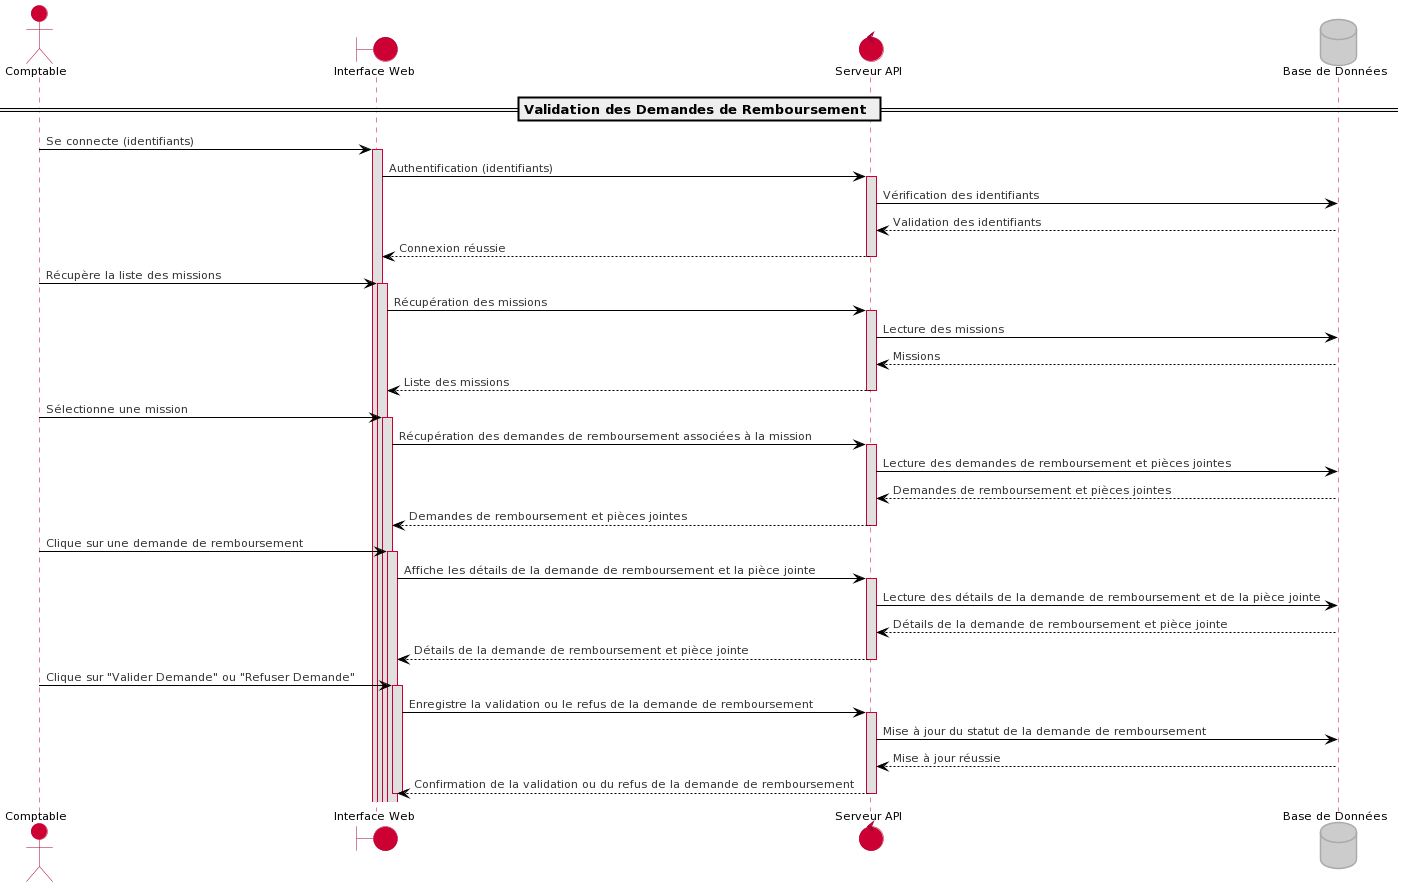 Comptable
Interface Web
Serveur API
Base de Données
Validation des Demandes de Remboursement
Se connecte (identifiants)
Authentification (identifiants)
Vérification des identifiants
Validation des identifiants
Connexion réussie
Récupère la liste des missions
Récupération des missions
Lecture des missions
Missions
Liste des missions
Sélectionne une mission
Récupération des demandes de remboursement associées à la mission
Lecture des demandes de remboursement et pièces jointes
Demandes de remboursement et pièces jointes
Demandes de remboursement et pièces jointes
Clique sur une demande de remboursement
Affiche les détails de la demande de remboursement et la pièce jointe
Lecture des détails de la demande de remboursement et de la pièce jointe
Détails de la demande de remboursement et pièce jointe
Détails de la demande de remboursement et pièce jointe
Clique sur "Valider Demande" ou "Refuser Demande"
Enregistre la validation ou le refus de la demande de remboursement
Mise à jour du statut de la demande de remboursement
Mise à jour réussie
Confirmation de la validation ou du refus de la demande de remboursement
Comptable
Interface Web
Serveur API
Base de Données